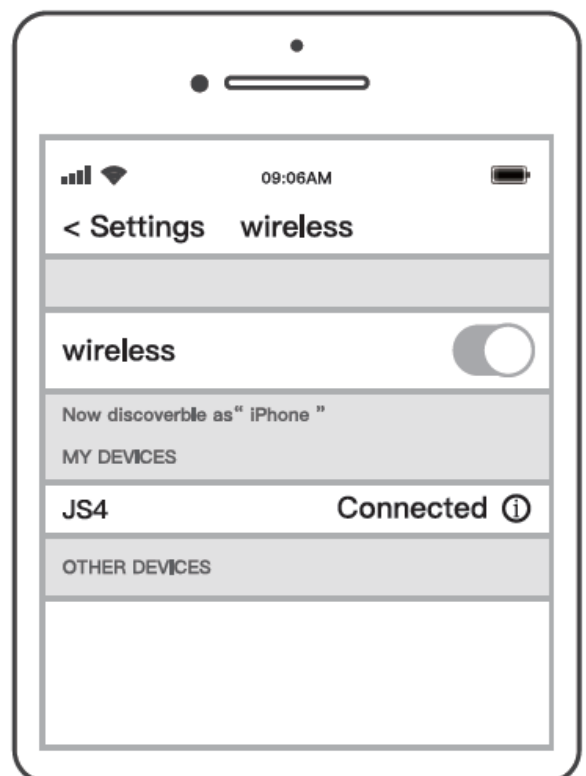 09:06AM
< Settings wireless
wireless
Now discoverble as“ iPhone ”
MY DEVICES
JS4 Connected ⓘ
OTHER DEVICES